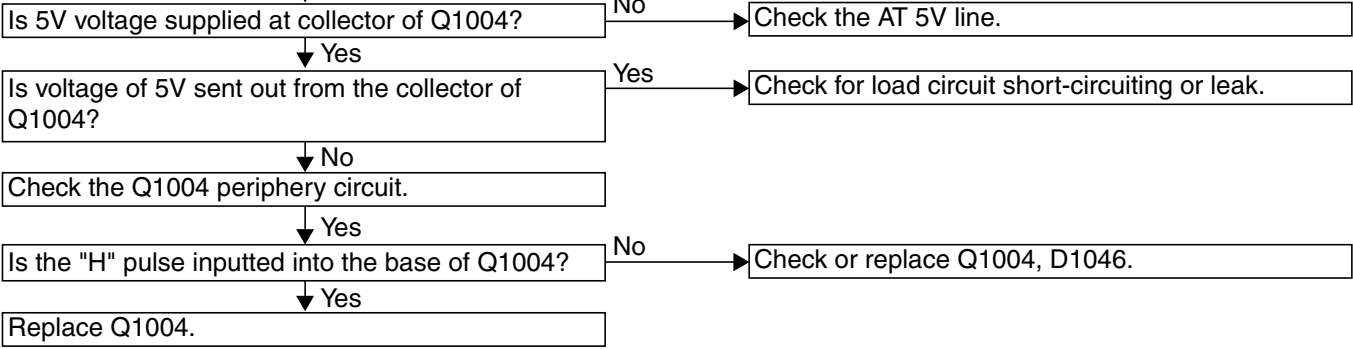 No
Is 5V voltage supplied at collector of Q1004?
Check the AT 5V line.
Yes
Is voltage of 5V sent out from the collector of
Q1004?
Yes
Check for load circuit short-circuiting or leak.
No
Check the Q1004 periphery circuit.
Yes
Is the "H" pulse inputted into the base of Q1004?
No
Check or replace Q1004, D1046.
Yes
Replace Q1004.